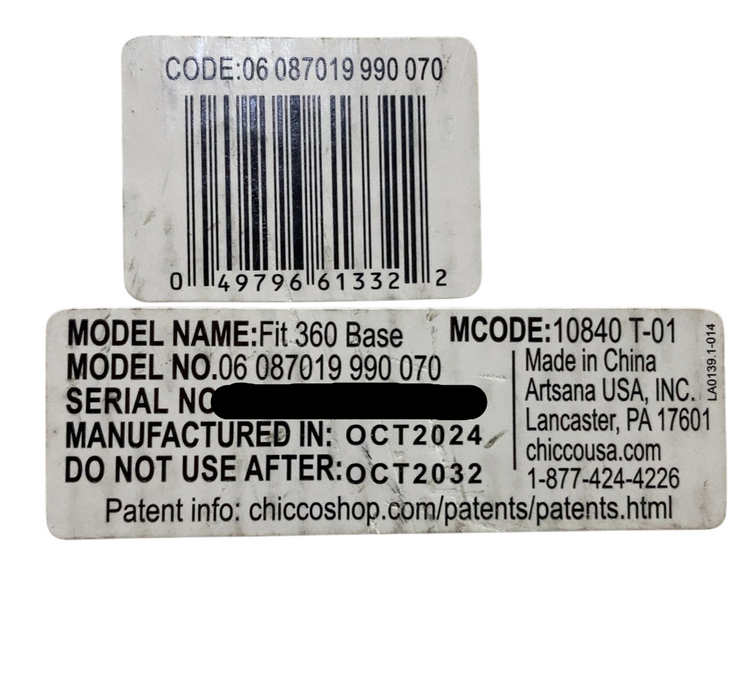 CODE:06 087019 990 070
0 49796 61332 2
MODEL NAME:Fit 360 Base
MCODE:10840 T-01
MODEL NO.06 087019 990 070
SERIAL NO
MANUFACTURED IN: OCT2024
DO NOT USE AFTER:OCT2032
Made in China
Artsana USA, INC.
Lancaster, PA 17601
chiccousa.com
1-877-424-4226
LA0139.1-014
Patent info: chiccoshop.com/patents/patents.html